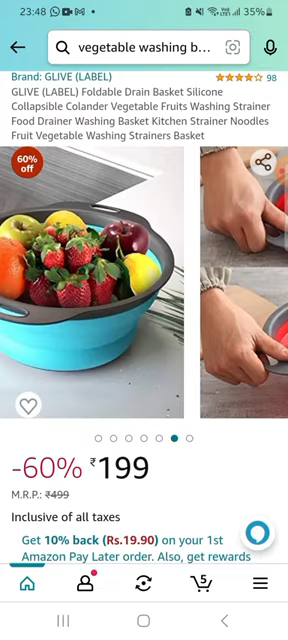 23:48 35%
vegetable washing b...
Brand: GLIVE (LABEL) 98
GLIVE (LABEL) Foldable Drain Basket Silicone
Collapsible Colander Vegetable Fruits Washing Strainer
Food Drainer Washing Basket Kitchen Strainer Noodles
Fruit Vegetable Washing Strainers Basket
60%
off
-60% ₹199
M.R.P.: ₹499
Inclusive of all taxes
Get 10% back (Rs.19.90) on your 1st
Amazon Pay Later order. Also, get rewards
5